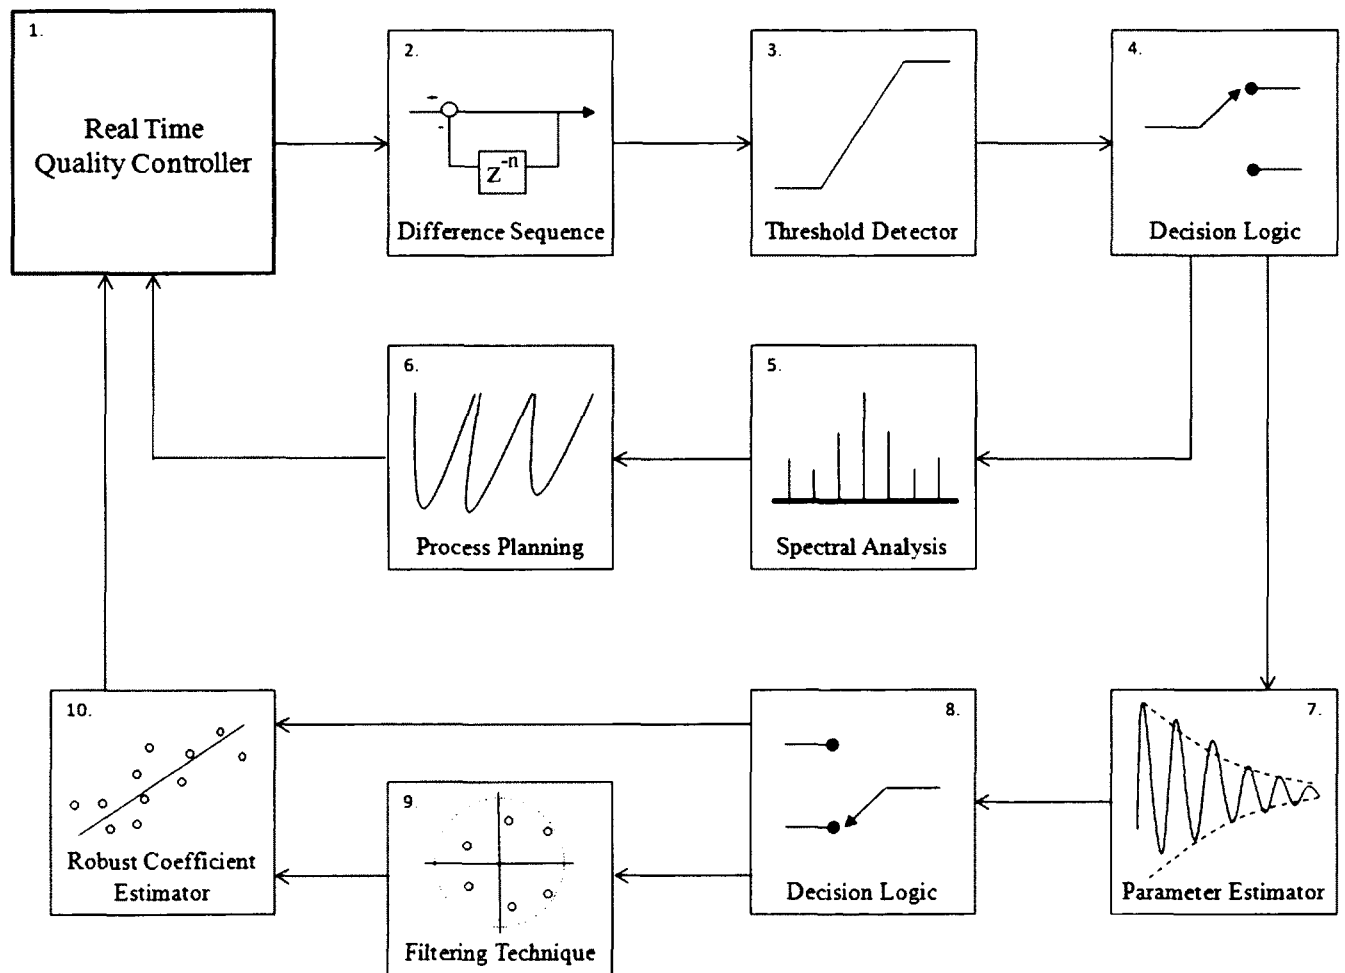 1.
Real Time
Quality Controller
2.
-
-
z-n
Difference Sequence
3.
Threshold Detector
4.
Decision Logic
6.
Process Planning
5.
Spectral Analysis
10.
Robust Coefficient
Estimator
9.
Filtering Technique
8.
Decision Logic
7.
Parameter Estimator